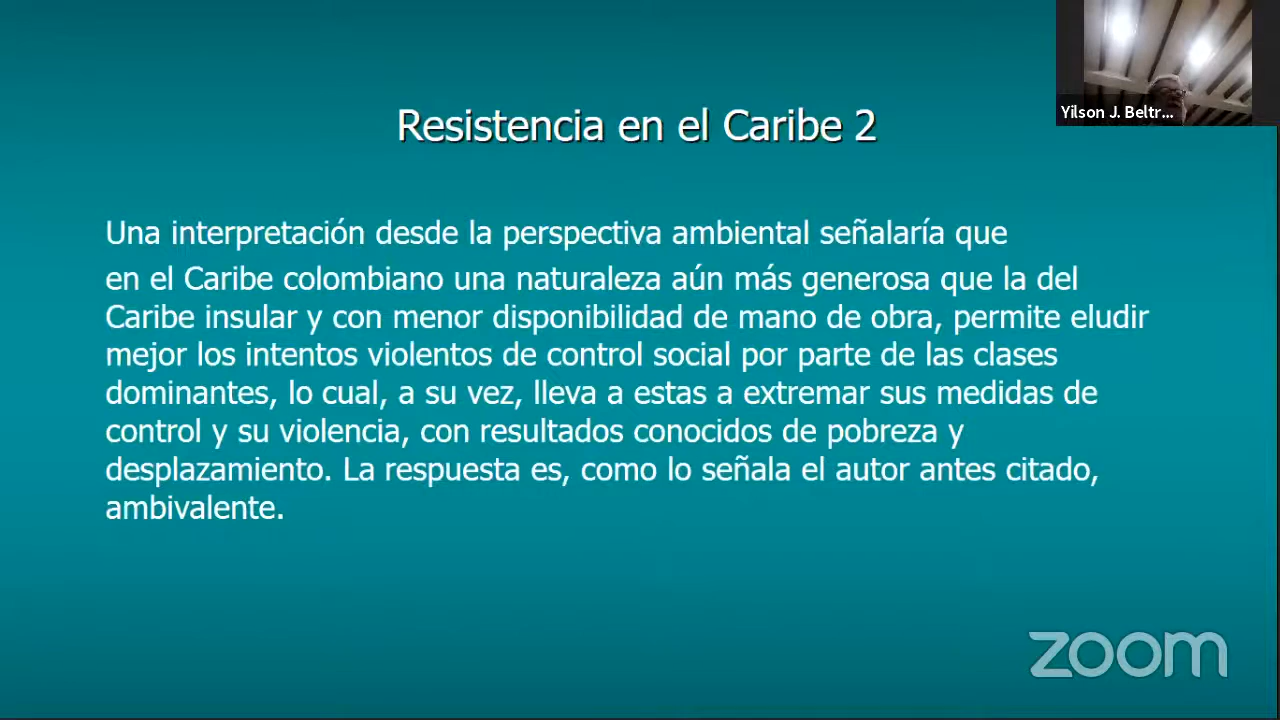 Yilson J. Beltr...
Resistencia en el Caribe 2
Una interpretación desde la perspectiva ambiental señalaría que
en el Caribe colombiano una naturaleza aún más generosa que la del
Caribe insular y con menor disponibilidad de mano de obra, permite eludir
mejor los intentos violentos de control social por parte de las clases
dominantes, lo cual, a su vez, lleva a estas a extremar sus medidas de
control y su violencia, con resultados conocidos de pobreza y
desplazamiento. La respuesta es, como lo señala el autor antes citado,
ambivalente.
zoom